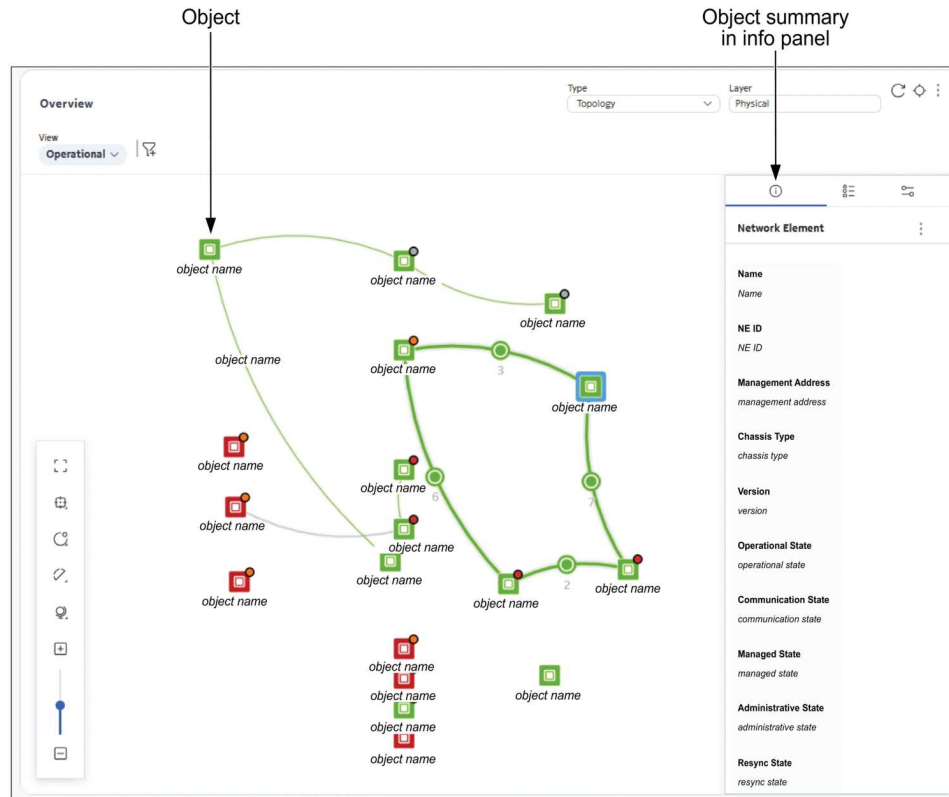 Object
Object summary
in info panel
Overview
Type
Topology
Layer
Physical
View
Operational
object name
object name
object name
object name
object name
3
object name
object name
object name
6
7
object name
object name
object name
object name
2
object name
object name
object name
object name
object name
object name
object name
Network Element
Name
Name
NE ID
NE ID
Management Address
management address
Chassis Type
chassis type
Version
version
Operational State
operational state
Communication State
communication state
Managed State
managed state
Administrative State
administrative state
Resync State
resync state